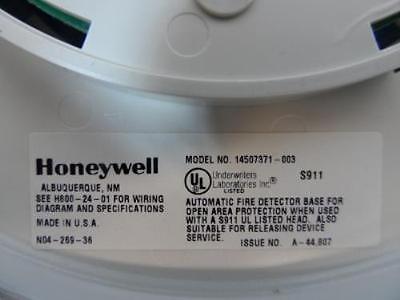 Honeywell
ALBUQUERQUE, NM
SEE H800-24-01 FOR WIRING
DIAGRAM AND SPECIFICATIONS
MADE IN U.S.A.
N04-269-36
MODEL NO. 14507371-003
UL Underwriters
Laboratories Inc.®
LISTED
S911
AUTOMATIC FIRE DETECTOR BASE FOR
OPEN AREA PROTECTION WHEN USED
WITH A S911 UL LISTED HEAD. ALSO
SUITABLE FOR RELEASING DEVICE
SERVICE.
ISSUE NO. A-44,807